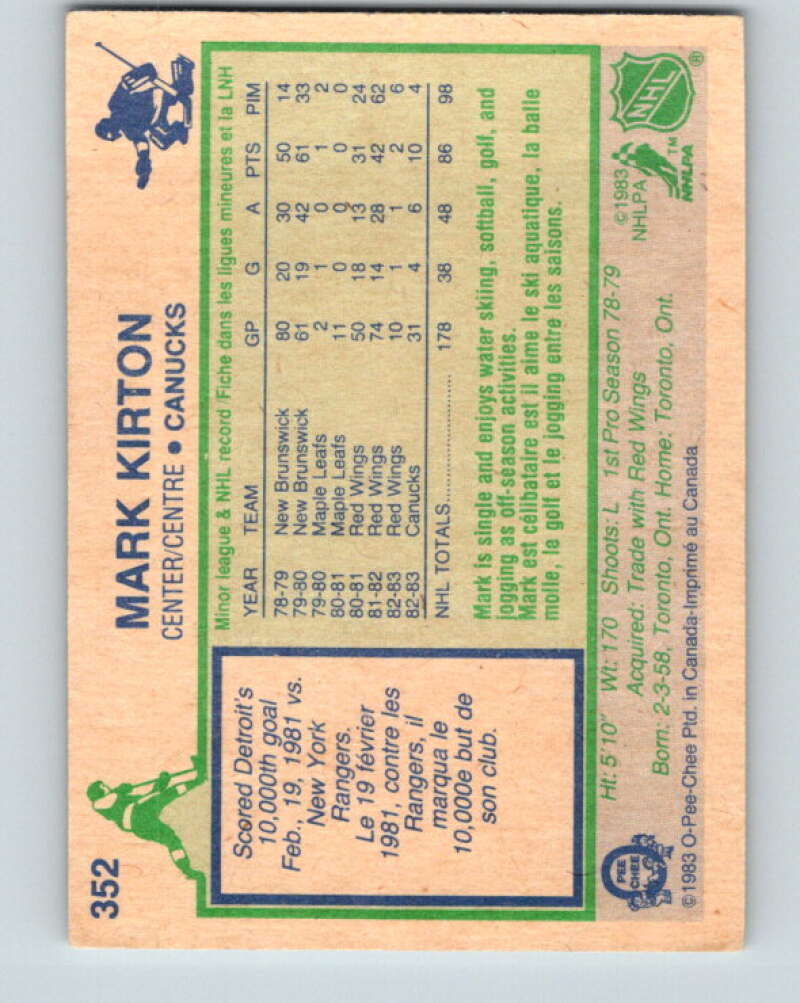 352
MARK KIRTON
CENTER/CENTRE • CANUCKS
Scored Detroit's
10,000th goal
Feb., 19, 1981 vs.
New York
Rangers.
Le 19 février
1981, contre les
Rangers, il
marqua le
10,000e but de
son club.
Minor league & NHL record Fiche dans les ligues mineures et la LNH
YEAR TEAM GP G A PTS PIM
78-79 New Brunswick 80 20 30 50 14
79-80 New Brunswick 61 19 42 61 33
79-80 Maple Leafs 2 1 0 1 2
80-81 Maple Leafs 11 0 0 0 0
80-81 Red Wings 50 18 13 31 24
81-82 Red Wings 74 14 28 42 62
82-83 Red Wings 10 1 1 2 6
82-83 Canucks 31 4 6 10 4
NHL TOTALS 178 38 48 86 98
Mark is single and enjoys water skiing, softball, golf, and
jogging as off-season activities.
Mark est célibataire est il aime le ski aquatique, la balle
molle, le golf et le jogging entre les saisons.
Ht: 5'10" Wt: 170 Shoots: L 1st Pro Season 78-79
Acquired: Trade with Red Wings
Born: 2-3-58, Toronto, Ont. Home: Toronto, Ont.
©1983
NHLPA
NHLPA
TM
NHL
®
O
PEE
CHEE
©1983 O-Pee-Chee Ptd. in Canada-Imprimé au Canada